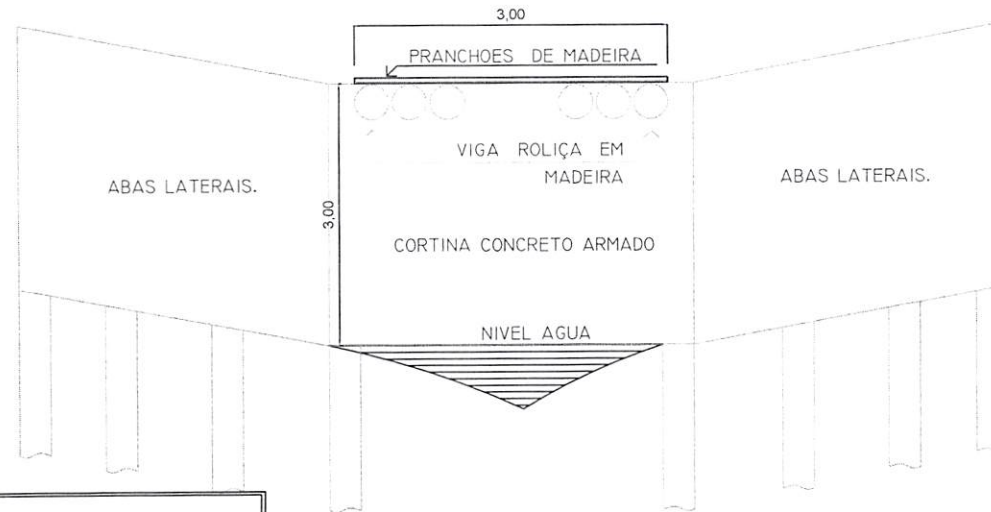 3,00
PRANCHOES DE MADEIRA
VIGA ROLIÇA EM
MADEIRA
ABAS LATERAIS.
ABAS LATERAIS.
3,00
CORTINA CONCRETO ARMADO
NIVEL AGUA